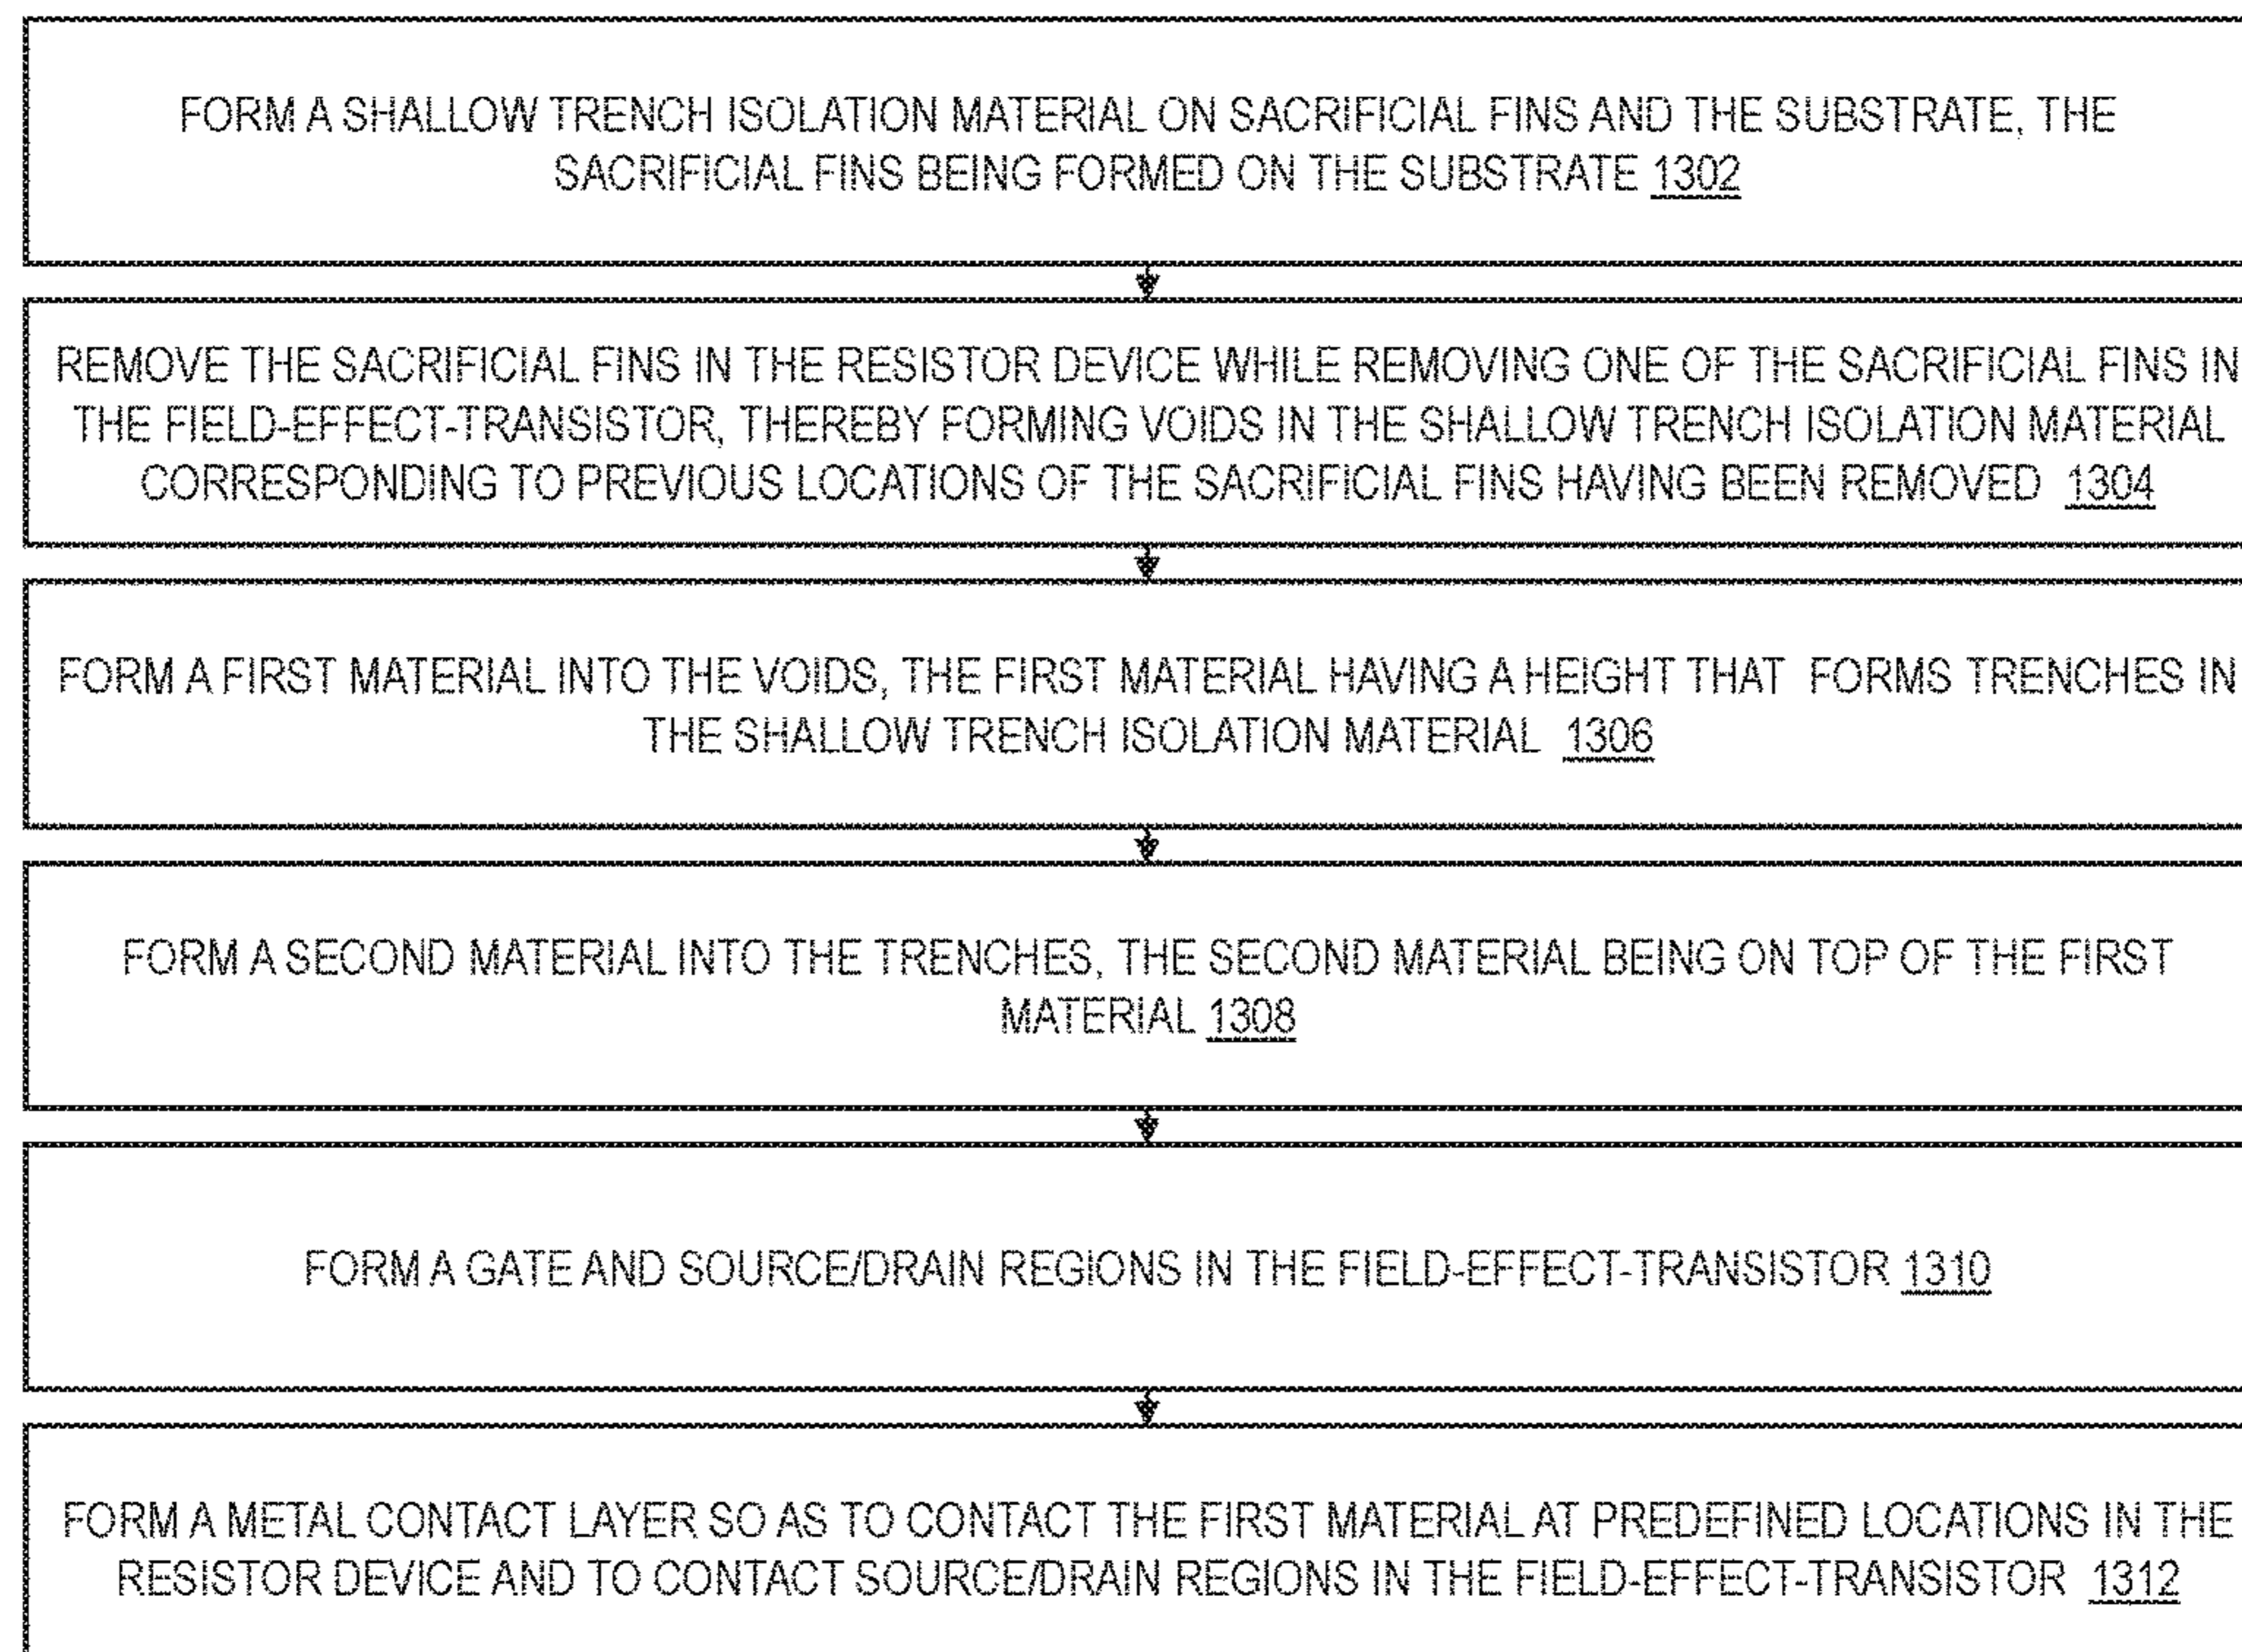 FORM A SHALLOW TRENCH ISOLATION MATERIAL ON SACRIFICIAL FINS AND THE SUBSTRATE, THE
SACRIFICIAL FINS BEING FORMED ON THE SUBSTRATE 1302
REMOVE THE SACRIFICIAL FINS IN THE RESISTOR DEVICE WHILE REMOVING ONE OF THE SACRIFICIAL FINS IN
THE FIELD-EFFECT-TRANSISTOR, THEREBY FORMING VOIDS IN THE SHALLOW TRENCH ISOLATION MATERIAL
CORRESPONDING TO PREVIOUS LOCATIONS OF THE SACRIFICIAL FINS HAVING BEEN REMOVED 1304
FORM A FIRST MATERIAL INTO THE VOIDS, THE FIRST MATERIAL HAVING A HEIGHT THAT FORMS TRENCHES IN
THE SHALLOW TRENCH ISOLATION MATERIAL 1306
FORM A SECOND MATERIAL INTO THE TRENCHES, THE SECOND MATERIAL BEING ON TOP OF THE FIRST
MATERIAL 1308
FORM A GATE AND SOURCE/DRAIN REGIONS IN THE FIELD-EFFECT-TRANSISTOR 1310
FORM A METAL CONTACT LAYER SO AS TO CONTACT THE FIRST MATERIAL AT PREDEFINED LOCATIONS IN THE
RESISTOR DEVICE AND TO CONTACT SOURCE/DRAIN REGIONS IN THE FIELD-EFFECT-TRANSISTOR 1312